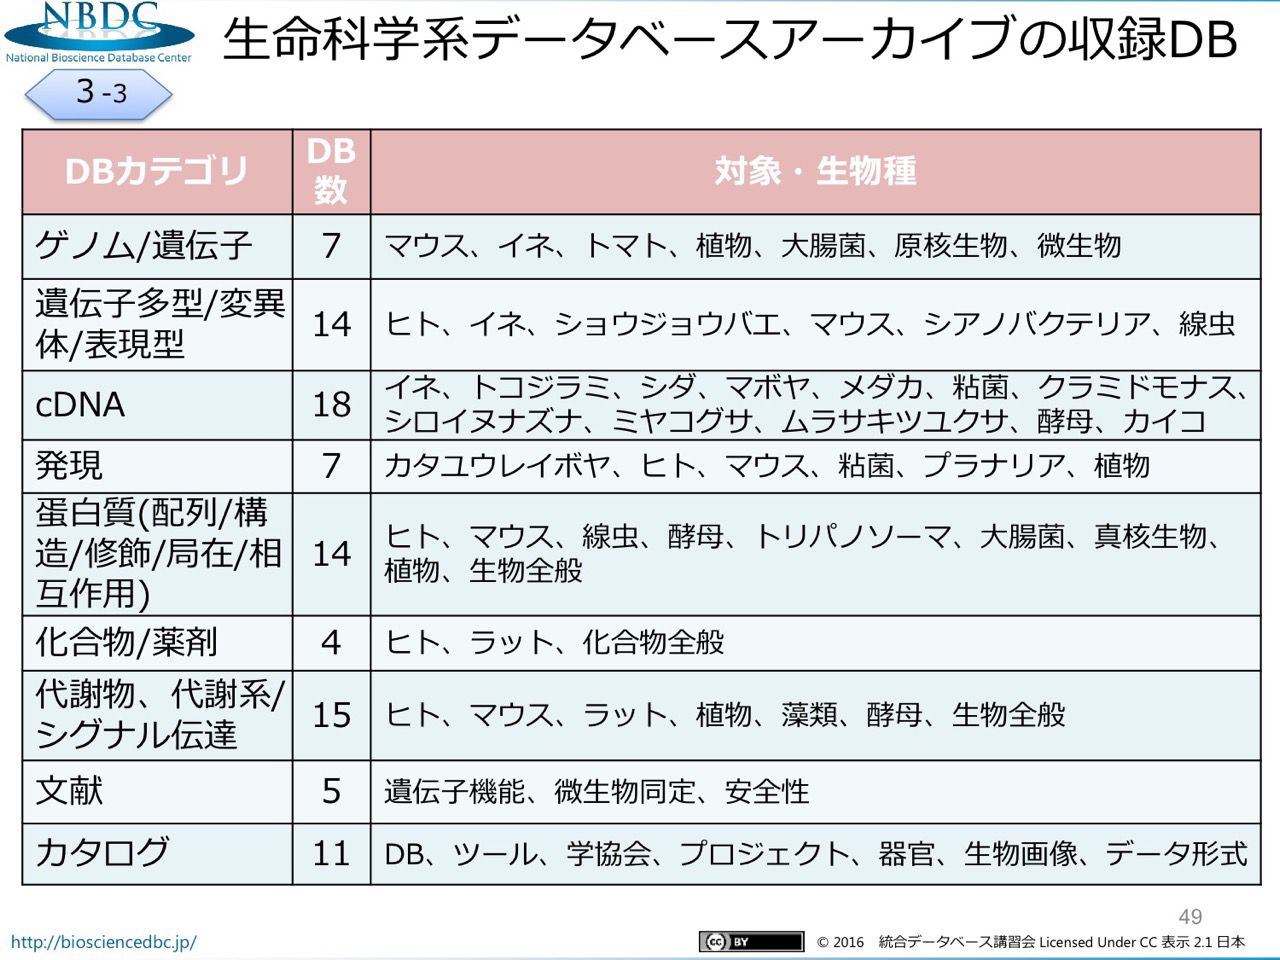 NBDC
National Bioscience Database Center
生命科学系データベースアーカイブの収録DB
3-3
DBカテゴリ
DB
数
対象・生物種
ゲノム/遺伝子
7
マウス、イネ、トマト、植物、大腸菌、原核生物、微生物
遺伝子多型/変異
体/表現型
14
ヒト、イネ、ショウジョウバエ、マウス、シアノバクテリア、線虫
cDNA
18
イネ、トコジラミ、シダ、マボヤ、メダカ、粘菌、クラミドモナス、
シロイヌナズナ、ミヤコグサ、ムラサキツユクサ、酵母、カイコ
発現
7
カタユウレイボヤ、ヒト、マウス、粘菌、プラナリア、植物
蛋白質(配列/構
造/修飾/局在/相
互作用)
14
ヒト、マウス、線虫、酵母、トリパノソーマ、大腸菌、真核生物、
植物、生物全般
化合物/薬剤
4
ヒト、ラット、化合物全般
代謝物、代謝系/
シグナル伝達
15
ヒト、マウス、ラット、植物、藻類、酵母、生物全般
文献
5
遺伝子機能、微生物同定、安全性
カタログ
11
DB、ツール、学協会、プロジェクト、器官、生物画像、データ形式
49
http://biosciencedbc.jp/
cc BY
© 2016 統合データベース講習会 Licensed Under CC 表示 2.1 日本